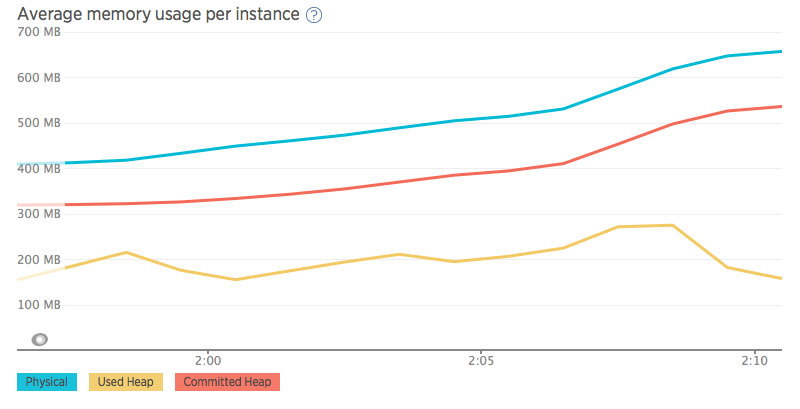 Average memory usage per instance ?
700 MB
600 MB
500 MB
400 MB
300 MB
200 MB
100 MB
2:00 2:05 2:10
Physical Used Heap Committed Heap